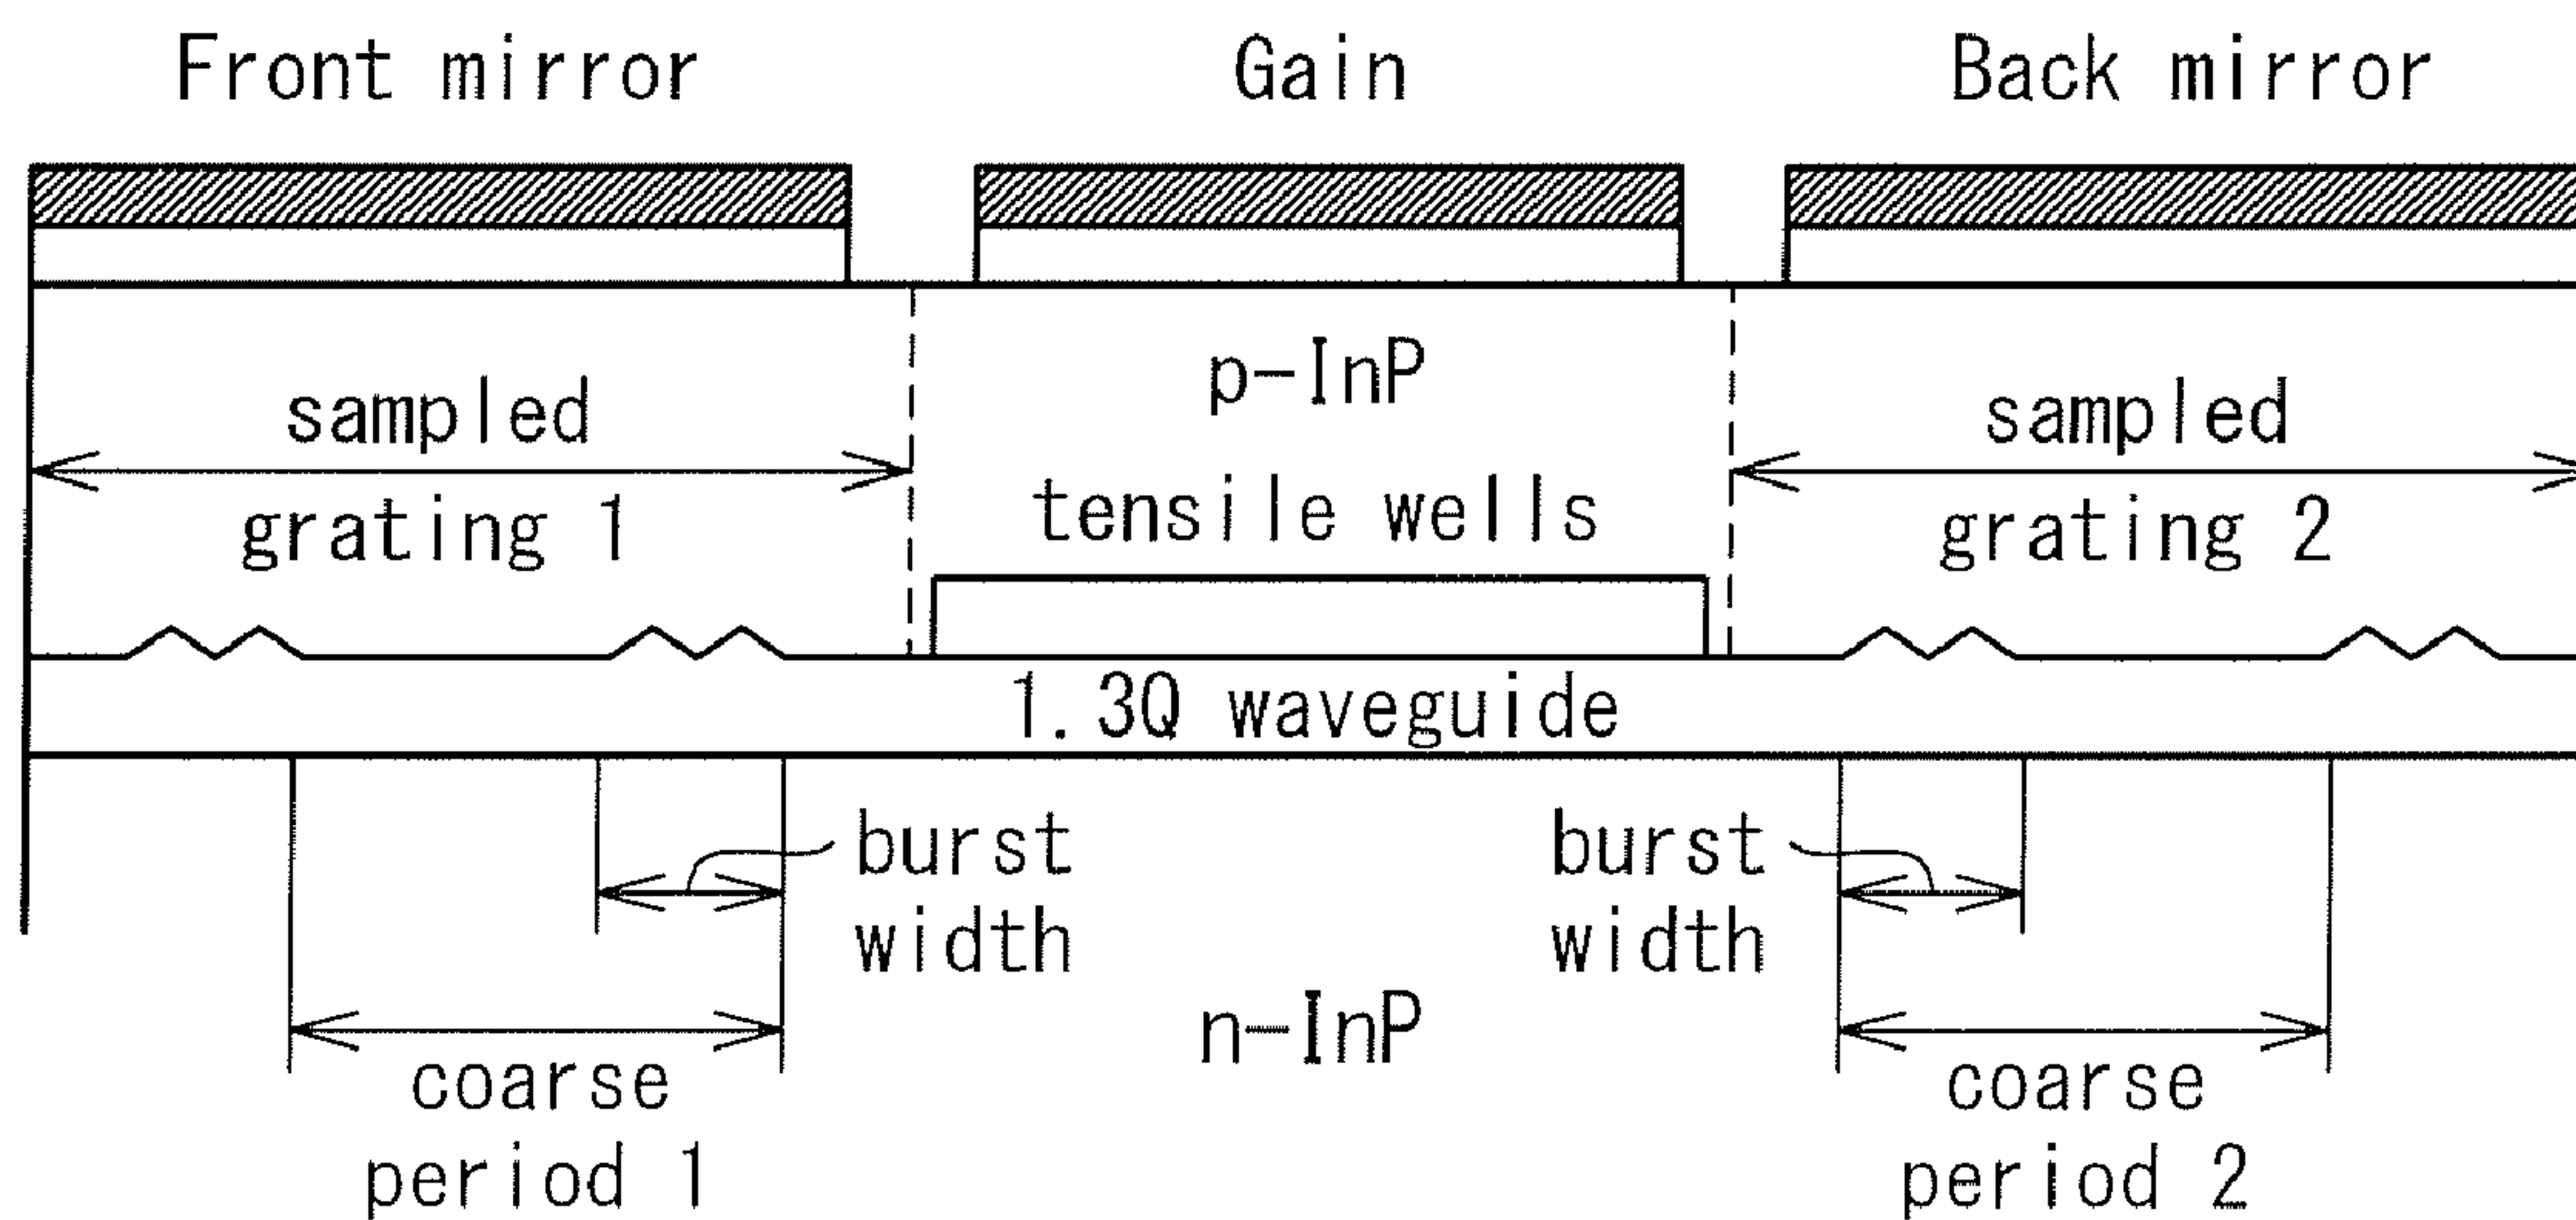 Front mirror
Gain
Back mirror
p-InP
sampled
grating 1
tensile wells
sampled
grating 2
1.3Q waveguide
burst
width
burst
width
n-InP
coarse
period 1
coarse
period 2